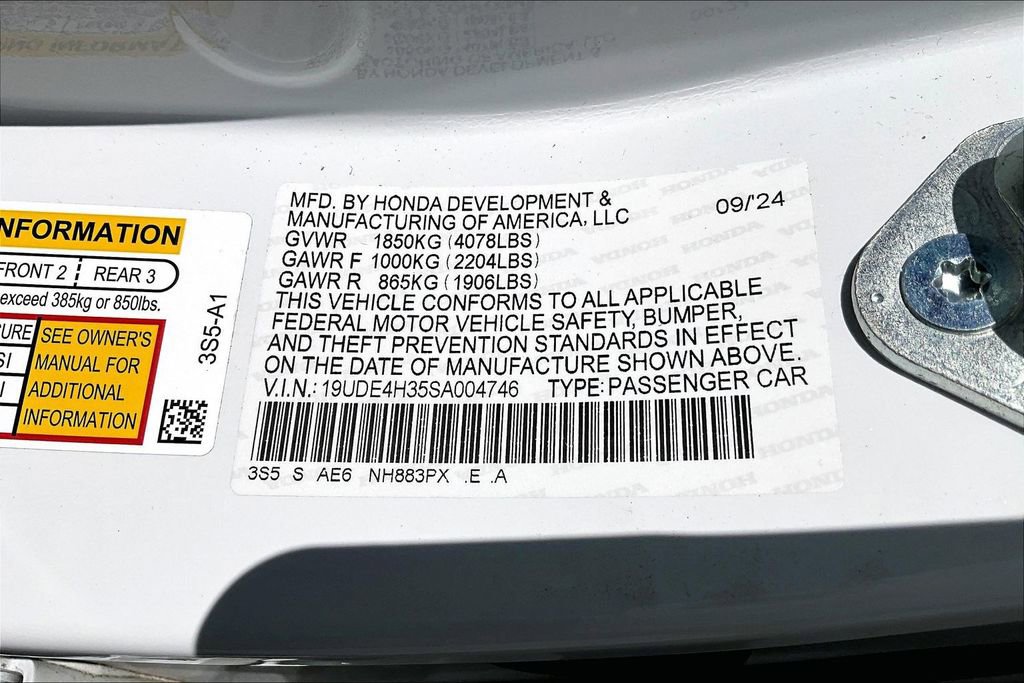 NFORMATION
FRONT 2 REAR 3
exceed 385kg or 850lbs.
SEE OWNER'S
MANUAL FOR
ADDITIONAL
INFORMATION
3S5-A1
MFD. BY HONDA DEVELOPMENT &
MANUFACTURING OF AMERICA, LLC 09/'24
GVWR 1850KG (4078LBS)
GAWR F 1000KG (2204LBS)
GAWR R 865KG (1906LBS)
THIS VEHICLE CONFORMS TO ALL APPLICABLE
FEDERAL MOTOR VEHICLE SAFETY, BUMPER,
AND THEFT PREVENTION STANDARDS IN EFFECT
ON THE DATE OF MANUFACTURE SHOWN ABOVE.
V.I.N.: 19UDE4H35SA004746 TYPE: PASSENGER CAR
3S5 S AE6 NH883PX .E .A